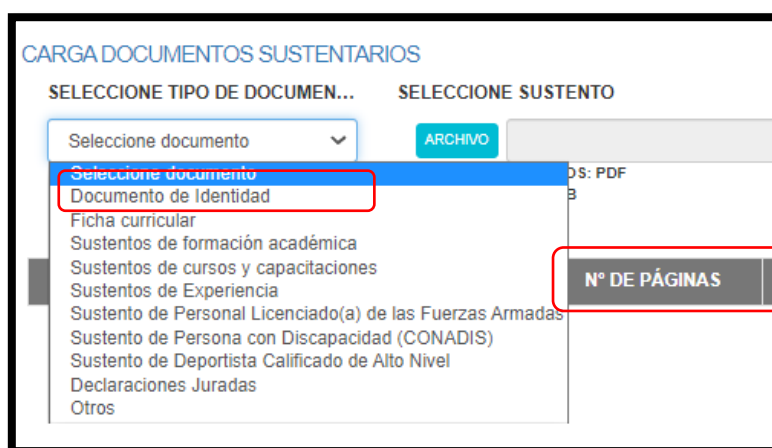 CARGA DOCUMENTOS SUSTENTARIOS
SELECCIONE TIPO DE DOCUMEN... SELECCIONE SUSTENTO
Seleccione documento ARCHIVO
Seleccione documento OS: PDF
Documento de Identidad B
Ficha curricular
Sustentos de formación académica
Sustentos de cursos y capacitaciones
Sustentos de Experiencia Nº DE PÁGINAS
Sustento de Personal Licenciado(a) de las Fuerzas Armadas
Sustento de Persona con Discapacidad (CONADIS)
Sustento de Deportista Calificado de Alto Nivel
Declaraciones Juradas
Otros